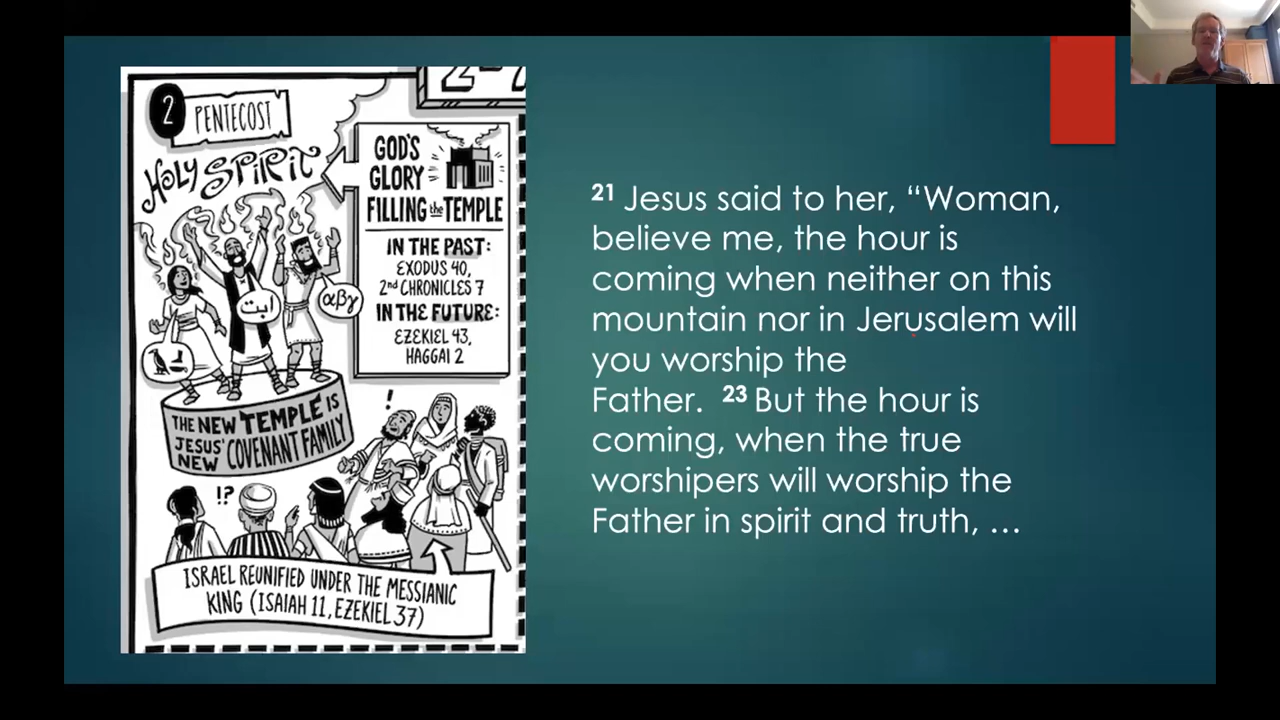 2
PENTECOST
HOLY SPIRIT
GOD'S
GLORY
FILLING the TEMPLE
IN THE PAST:
EXODUS 40,
2nd CHRONICLES 7
IN THE FUTURE:
EZEKIEL 43,
HAGGAI 2
αβγ
THE NEW TEMPLE IS
JESUS'
NEW COVENANT FAMILY
!
!?
ISRAEL REUNIFIED UNDER THE MESSIANIC
KING (ISAIAH 11, EZEKIEL 37)
21 Jesus said to her, “Woman,
believe me, the hour is
coming when neither on this
mountain nor in Jerusalem will
you worship the
Father. 23 But the hour is
coming, when the true
worshipers will worship the
Father in spirit and truth, …